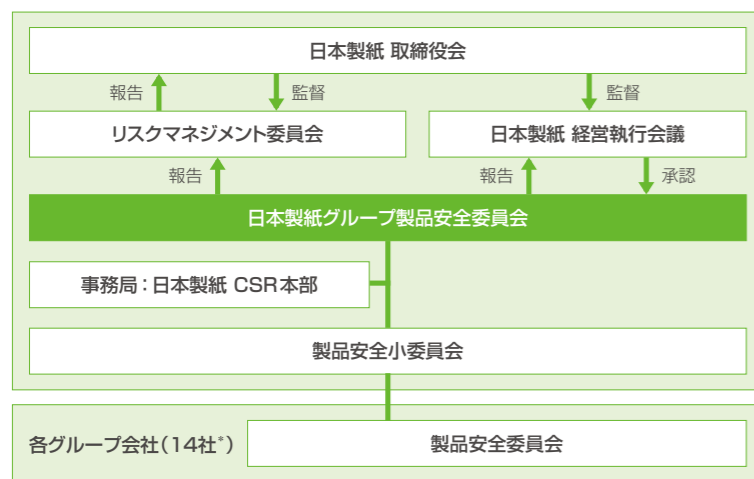 日本製紙 取締役会
報告
監督
監督
リスクマネジメント委員会
日本製紙 経営執行会議
報告
報告
承認
日本製紙グループ製品安全委員会
事務局：日本製紙 CSR本部
製品安全小委員会
各グループ会社（14社*）
製品安全委員会